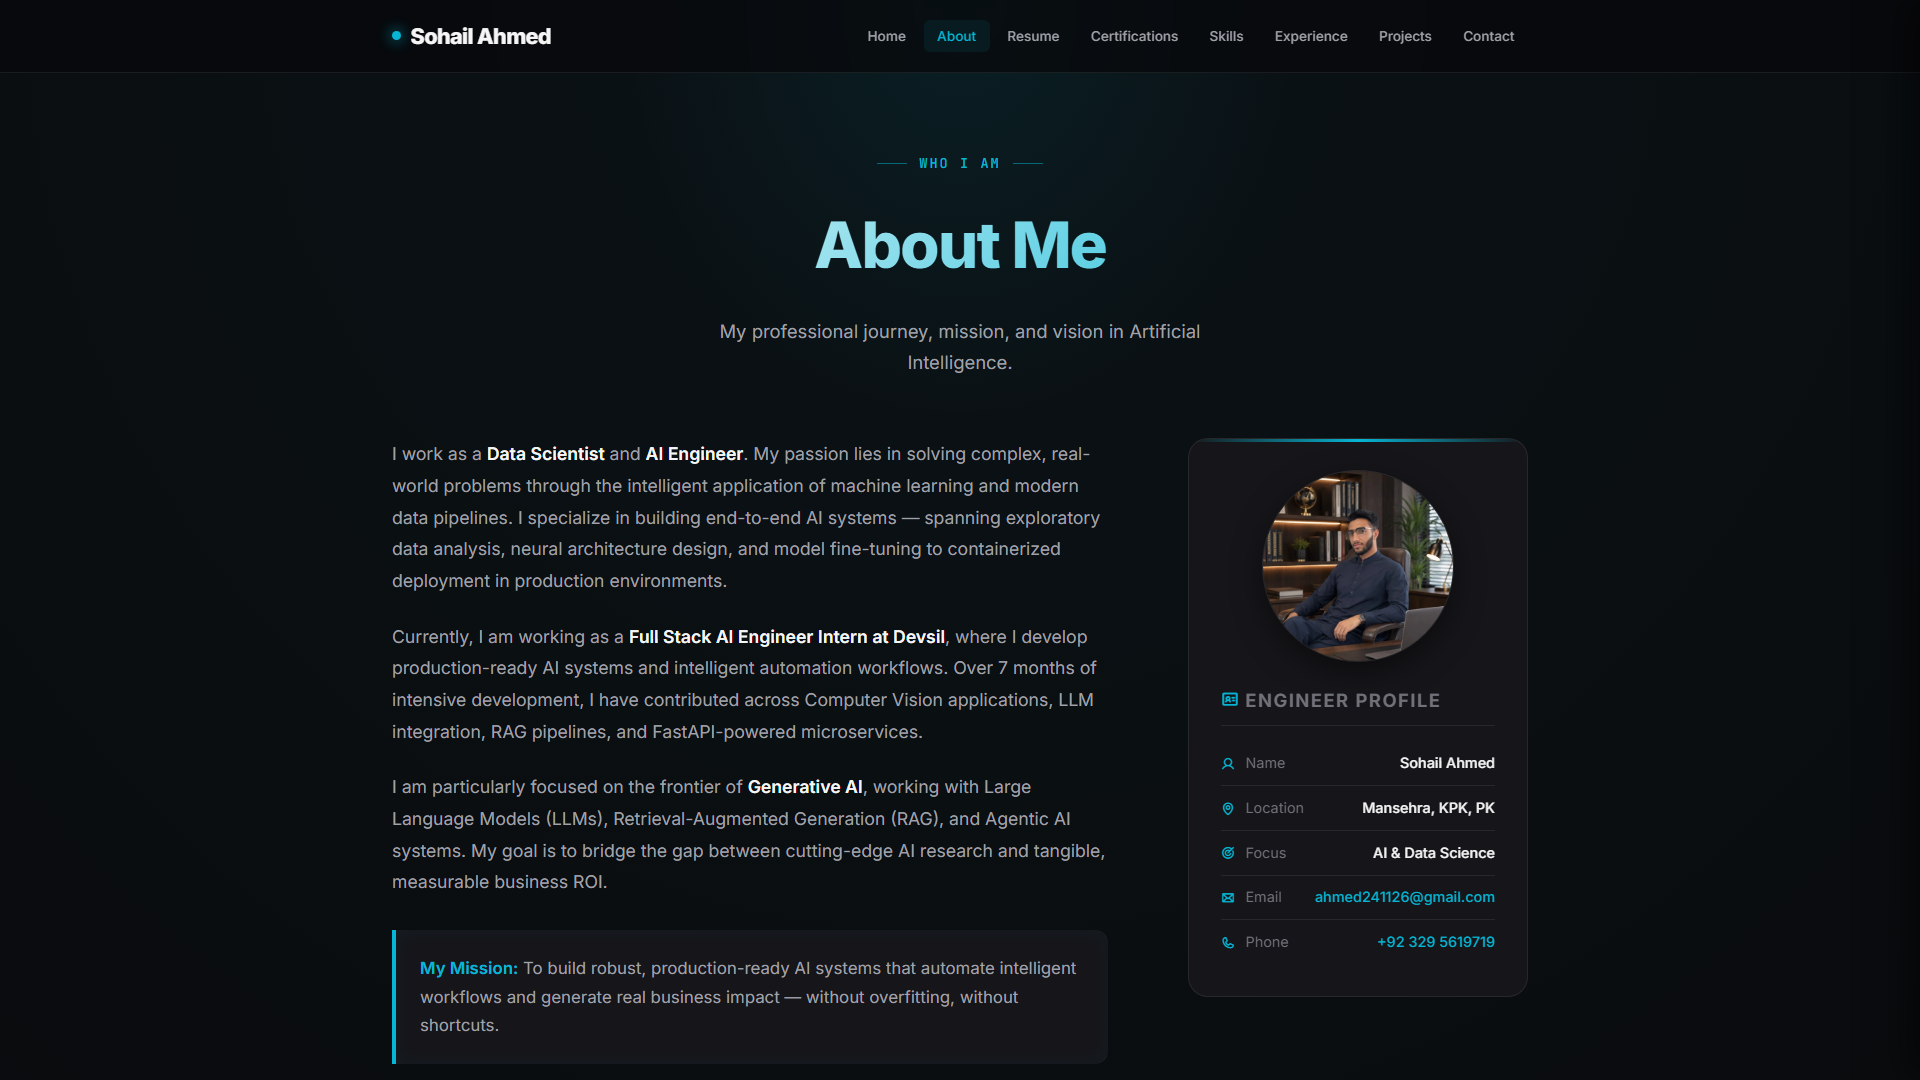 Sohail Ahmed
Home About Resume Certifications Skills Experience Projects Contact
WHO I AM
About Me
My professional journey, mission, and vision in Artificial
Intelligence.
I work as a Data Scientist and AI Engineer. My passion lies in solving complex, real-
world problems through the intelligent application of machine learning and modern
data pipelines. I specialize in building end-to-end AI systems — spanning exploratory
data analysis, neural architecture design, and model fine-tuning to containerized
deployment in production environments.
Currently, I am working as a Full Stack AI Engineer Intern at Devsil, where I develop
production-ready AI systems and intelligent automation workflows. Over 7 months of
intensive development, I have contributed across Computer Vision applications, LLM
integration, RAG pipelines, and FastAPI-powered microservices.
I am particularly focused on the frontier of Generative AI, working with Large
Language Models (LLMs), Retrieval-Augmented Generation (RAG), and Agentic AI
systems. My goal is to bridge the gap between cutting-edge AI research and tangible,
measurable business ROI.
My Mission: To build robust, production-ready AI systems that automate intelligent
workflows and generate real business impact — without overfitting, without
shortcuts.
ENGINEER PROFILE
Name Sohail Ahmed
Location Mansehra, KPK, PK
Focus AI & Data Science
Email ahmed241126@gmail.com
Phone +92 329 5619719